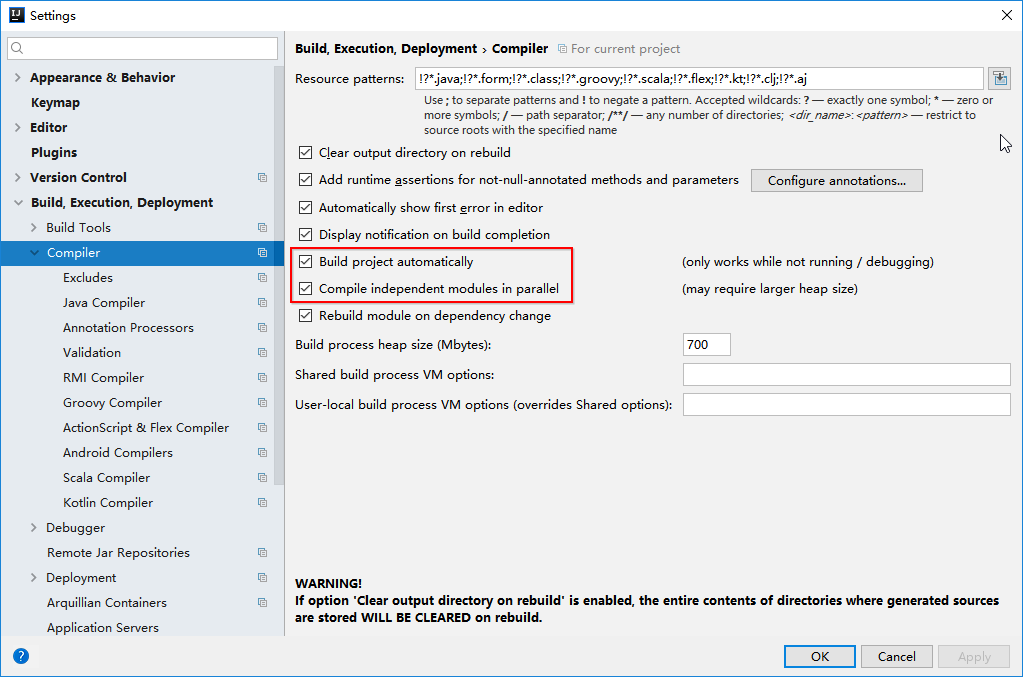 IJ
Settings
Appearance & Behavior
Keymap
Editor
Plugins
Version Control
Build, Execution, Deployment
Build Tools
Compiler
Excludes
Java Compiler
Annotation Processors
Validation
RMI Compiler
Groovy Compiler
ActionScript & Flex Compiler
Android Compilers
Scala Compiler
Kotlin Compiler
Debugger
Remote Jar Repositories
Deployment
Arquillian Containers
Application Servers
Build, Execution, Deployment › Compiler For current project
Resource patterns: !?*.java;!?*.form;!?*.class;!?*.groovy;!?*.scala;!?*.flex;!?*.kt;!?*.clj;!?*.aj
Use ; to separate patterns and ! to negate a pattern. Accepted wildcards: ? — exactly one symbol; * — zero or
more symbols; / — path separator; /**/ — any number of directories; <dir_name>:<pattern> — restrict to
source roots with the specified name
Clear output directory on rebuild
Add runtime assertions for not-null-annotated methods and parameters Configure annotations...
Automatically show first error in editor
Display notification on build completion
Build project automatically (only works while not running / debugging)
Compile independent modules in parallel (may require larger heap size)
Rebuild module on dependency change
Build process heap size (Mbytes): 700
Shared build process VM options:
User-local build process VM options (overrides Shared options):
WARNING!
If option 'Clear output directory on rebuild' is enabled, the entire contents of directories where generated sources
are stored WILL BE CLEARED on rebuild.
? OK Cancel Apply